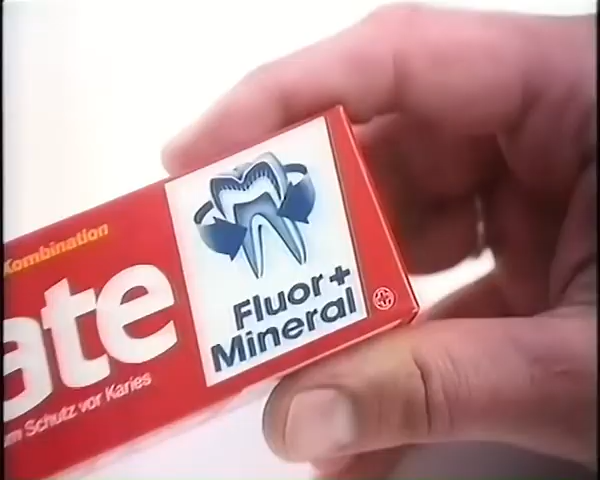 Kombination
ate
m Schutz vor Karies
Fluor+
Mineral